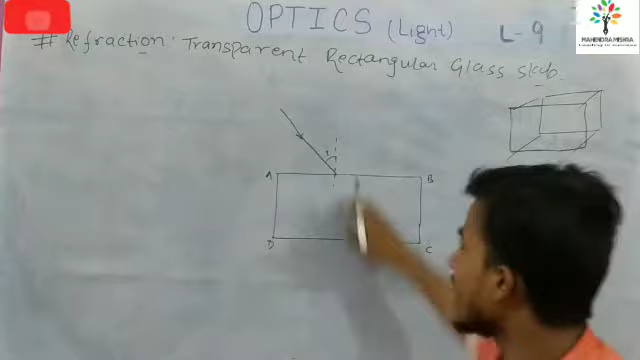 OPTICS (Light) L-9
# Refraction. Transparent Rectangular Glass slab.
MAHENDRA MISHRA
A B
D C